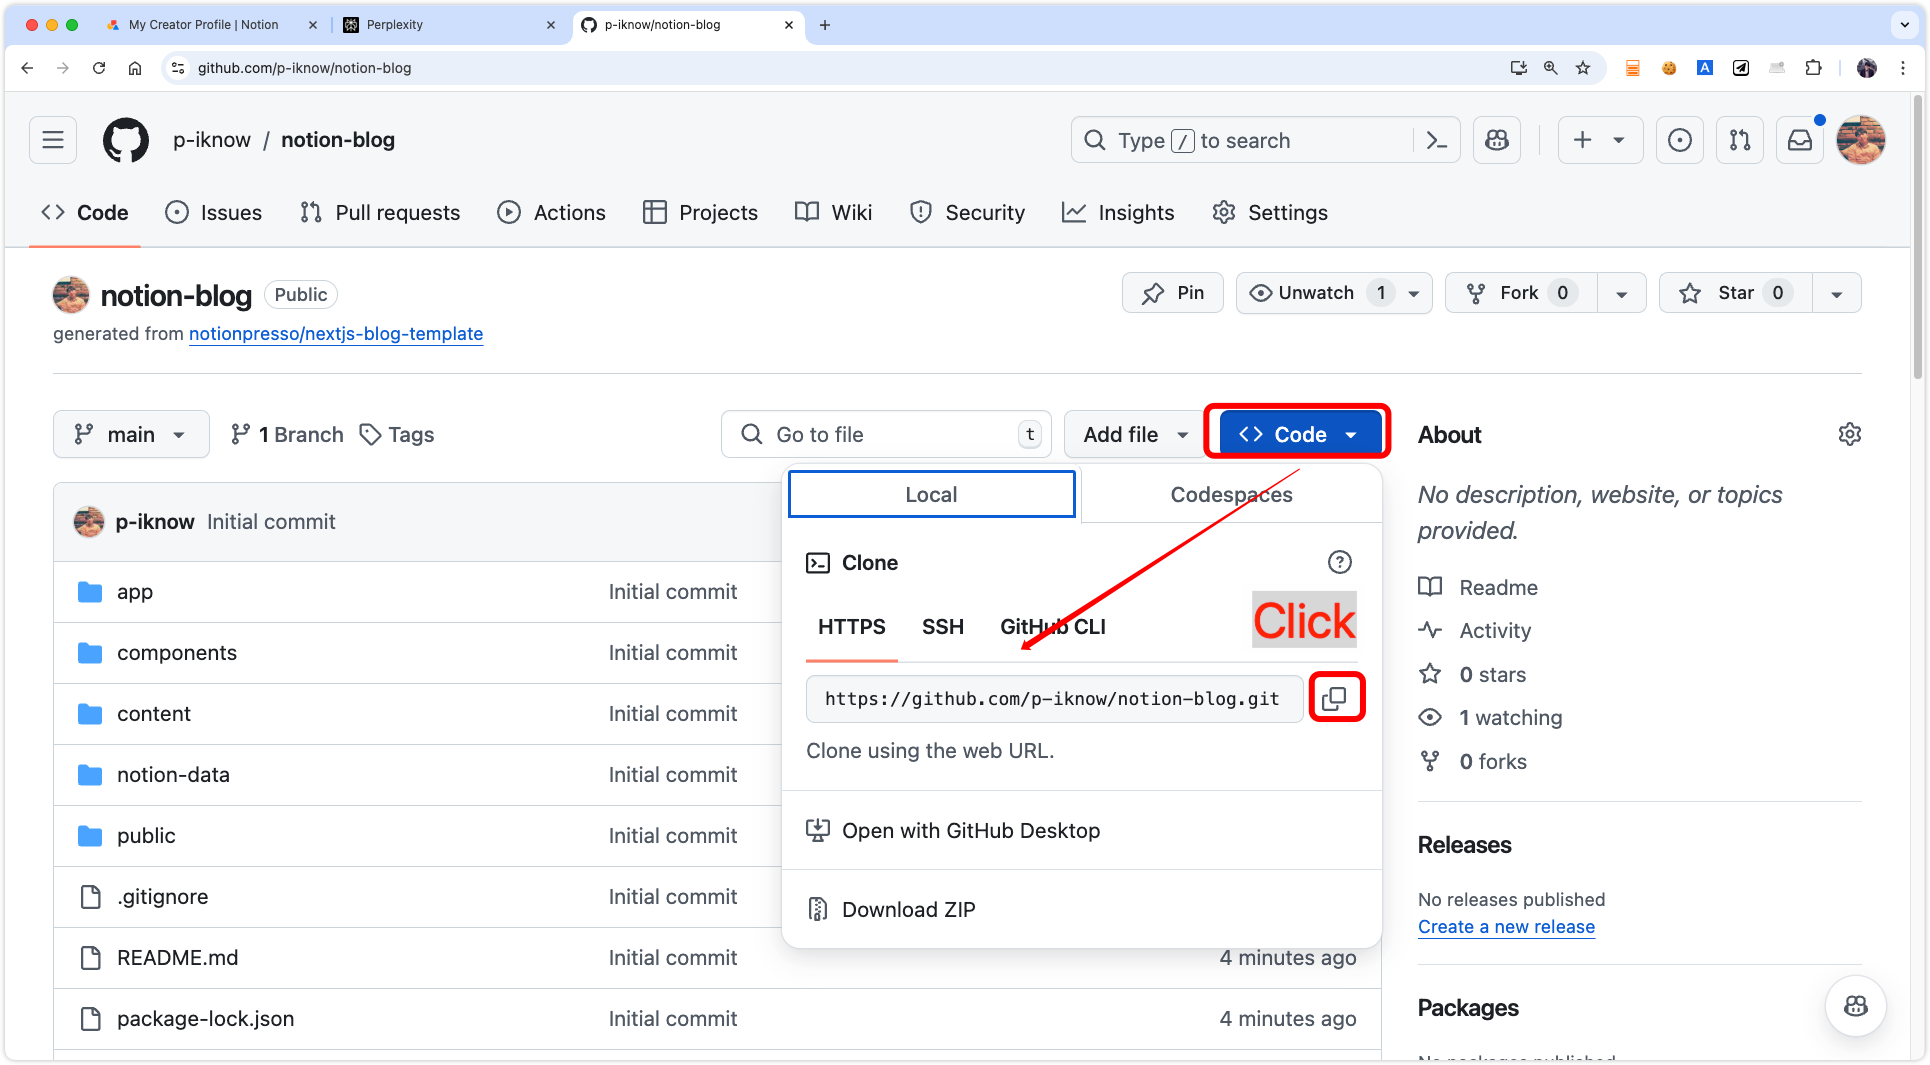 My Creator Profile | Notion
Perplexity
p-iknow/notion-blog
github.com/p-iknow/notion-blog
p-iknow / notion-blog
Type / to search
Code
Issues
Pull requests
Actions
Projects
Wiki
Security
Insights
Settings
notion-blog Public
generated from notionpresso/nextjs-blog-template
Pin
Unwatch 1
Fork 0
Star 0
main
1 Branch
Tags
Go to file t
Add file
Code
Local
Codespaces
Clone
HTTPS
SSH
GitHub CLI
Click
https://github.com/p-iknow/notion-blog.git
Clone using the web URL.
Open with GitHub Desktop
Download ZIP
p-iknow Initial commit
app Initial commit
components Initial commit
content Initial commit
notion-data Initial commit
public Initial commit
.gitignore Initial commit
README.md Initial commit 4 minutes ago
package-lock.json Initial commit 4 minutes ago
About
No description, website, or topics
provided.
Readme
Activity
0 stars
1 watching
0 forks
Releases
No releases published
Create a new release
Packages